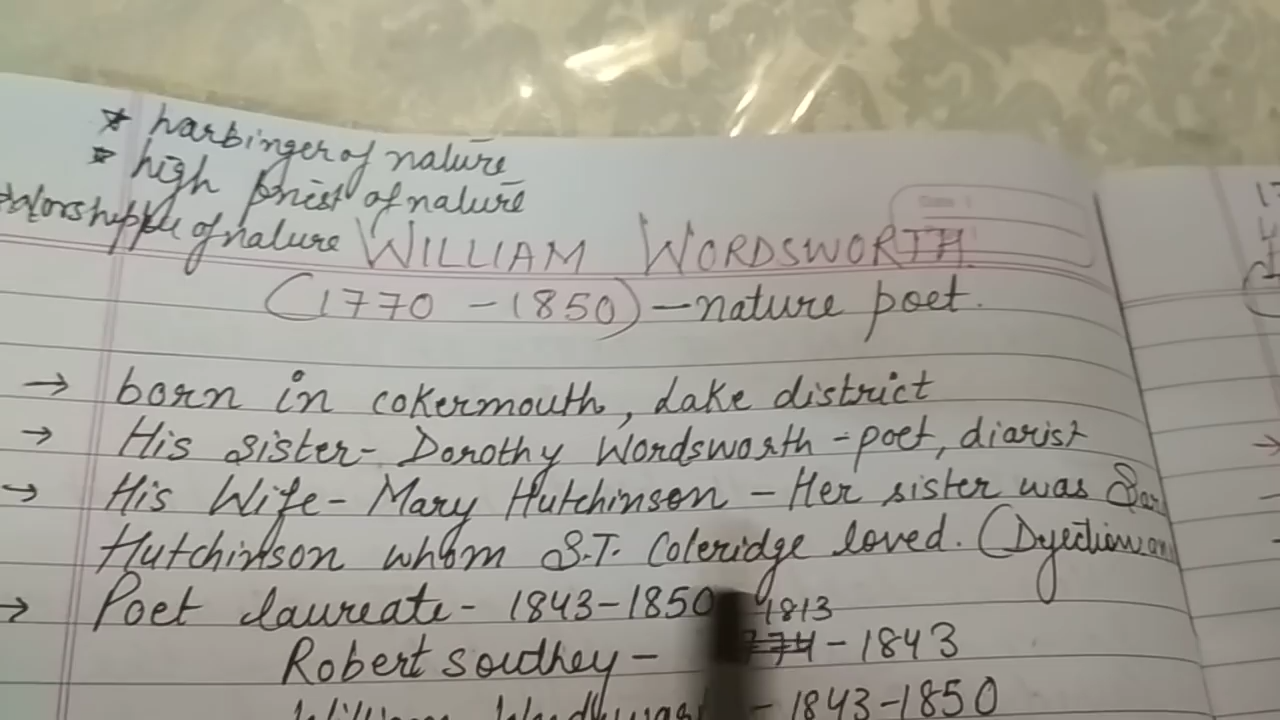 * harbinger of nature
* high priest of nature
of nature WILLIAM WORDSWORTH
(1770 - 1850) - nature poet.
→ born in cokermouth, Lake district
→ His sister - Dorothy Wordsworth - poet, diarist
→ His Wife - Mary Hutchinson - Her sister was
Hutchinson whom S.T. Coleridge loved. (
→ Poet laureate - 1843-1850
1813
Robert Southey - - 1843
- 1843-1850